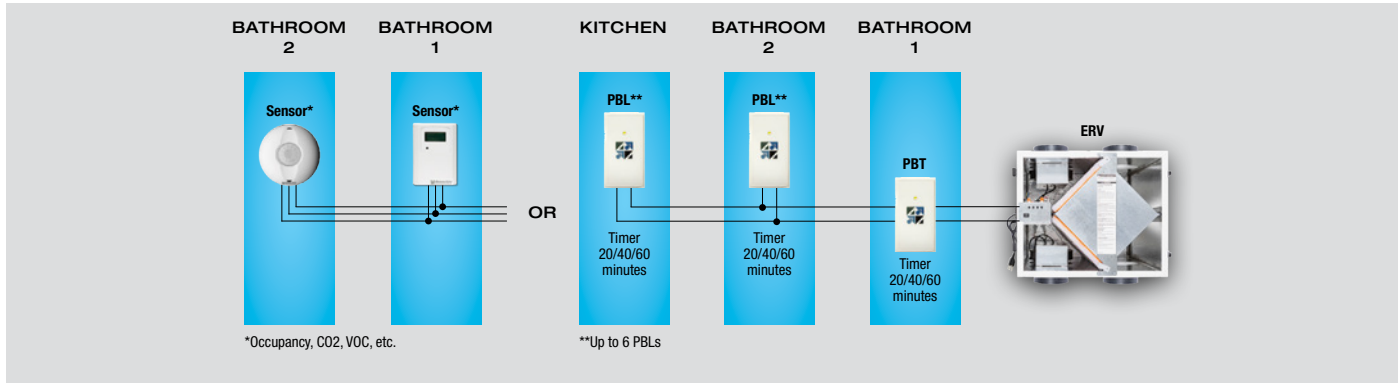 BATHROOM
2
BATHROOM
1
KITCHEN
BATHROOM
2
BATHROOM
1
Sensor*
Sensor*
PBL**
PBL**
PBT
ERV
OR
Timer
20/40/60
minutes
Timer
20/40/60
minutes
Timer
20/40/60
minutes
*Occupancy, CO2, VOC, etc.
**Up to 6 PBLs